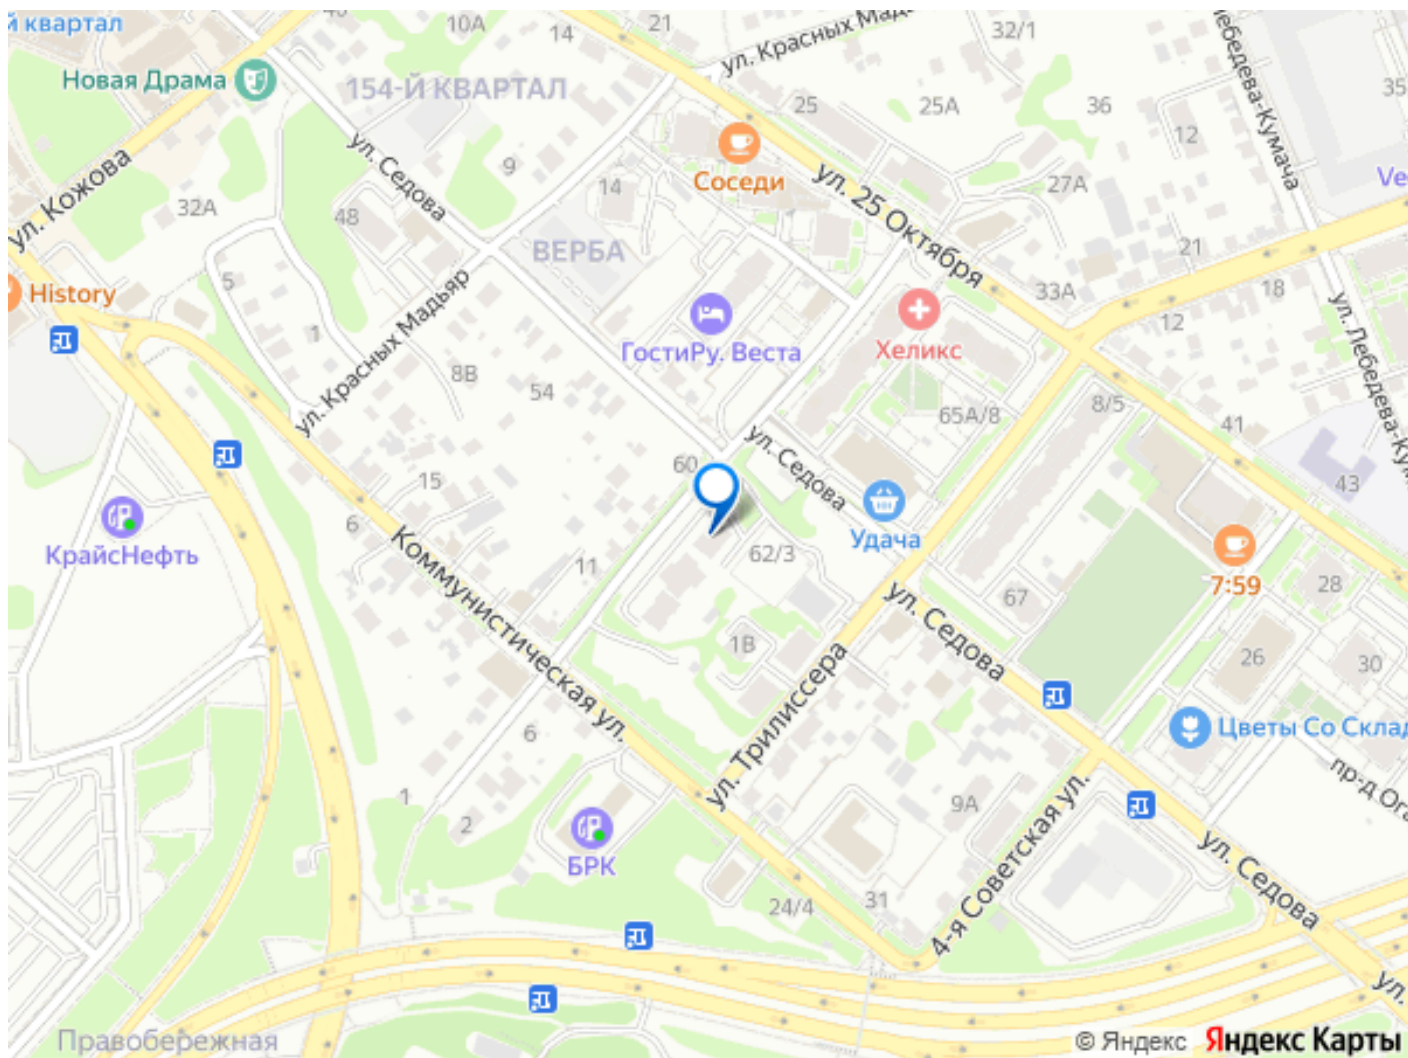 й квартал
10А
14
21
ул. Красных Мадь
32/1
Лебедева-Кумача
Новая Драма
154-Й КВАРТАЛ
25
25А
36
35
12
ул. Кожова
ул. Седова
9
Соседи
ул. 25 Октября
27А
Ve
32А
48
14
ВЕРБА
21
5
History
33А
18
12
ул. Лебедева-Ку
1
ул. Красных Мадьяр
8В
54
ГостиРу. Веста
Хеликс
65А/8
8/5
41
6
15
60
ул. Седова
43
6
КрайсНефть
Коммунистическая ул.
11
62/3
Удача
7:59
28
67
ул. Седова
1В
26
30
ул. Трилиссера
6
Цветы Со Склад
пр-д Ога
1
2
9А
4-я Советская ул.
БРК
24/4
31
ул. Седова
ул.
Правобережная
© Яндекс Яндекс Карты